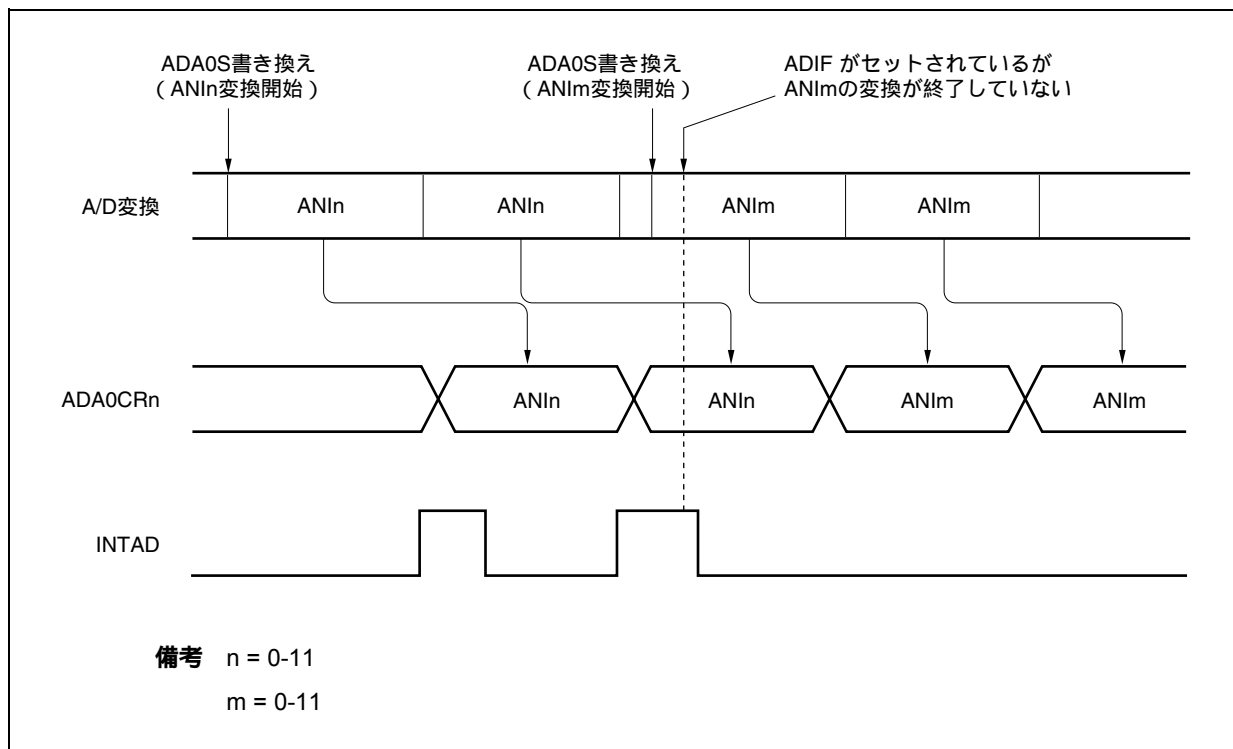 ADA0S書き換え
（ANIn変換開始）
ADA0S書き換え
（ANIm変換開始）
ADIF がセットされているが
ANImの変換が終了していない
A/D変換
ANIn
ANIn
ANIm
ANIm
ADA0CRn
ANIn
ANIn
ANIm
ANIm
INTAD
備考 n = 0-11
m = 0-11